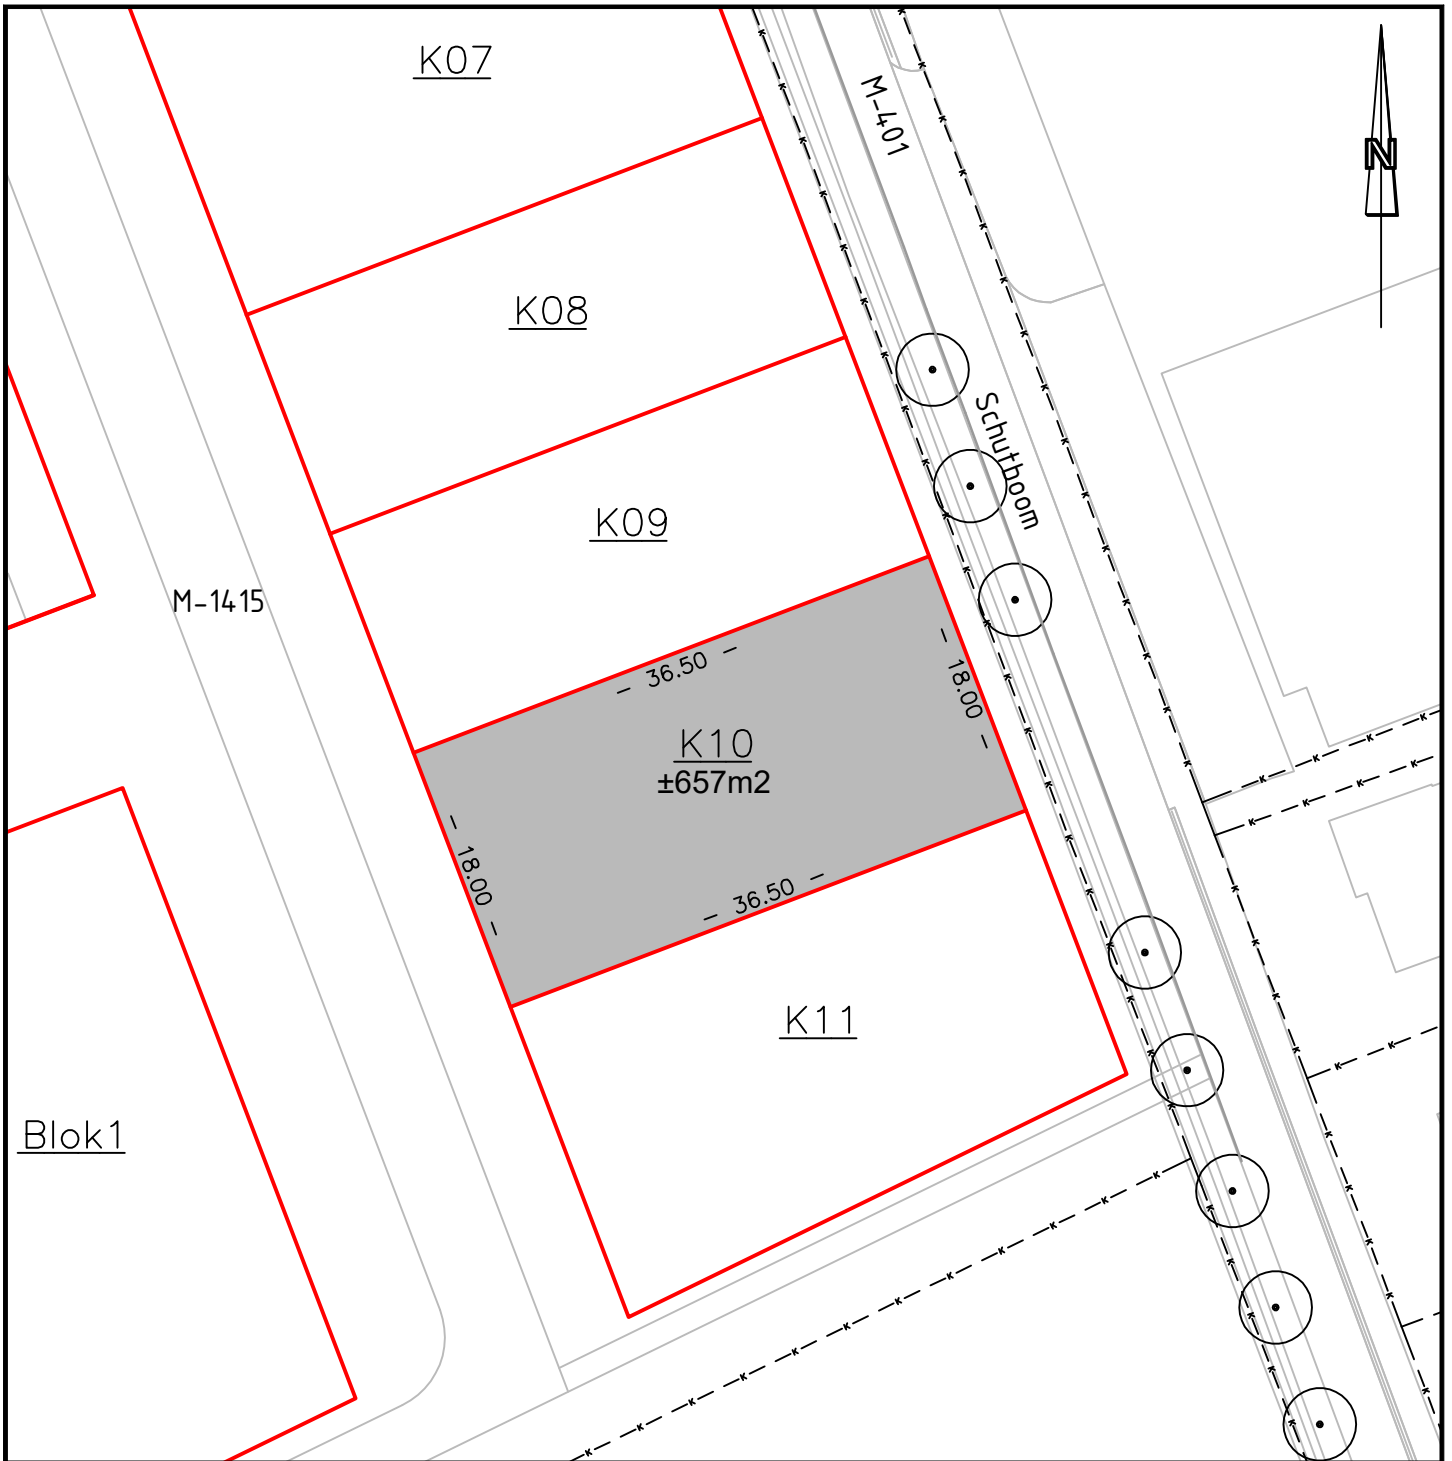 K07
M-401
N
K08
Schutboom
K09
M-1415
- 36.50 -
- 18.00 -
K10
±657m2
- 18.00 -
- 36.50 -
K11
Blok1